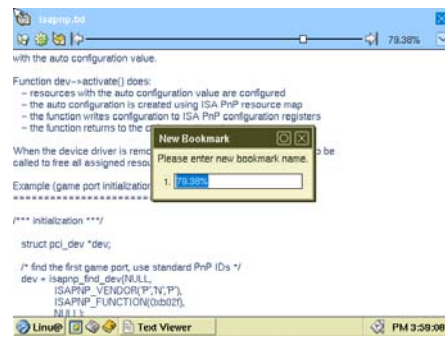 isapnp.txt
79.38%
with the auto configuration value.
Function dev->activate() does:
- resources with the auto configuration value are configured
- the auto configuration is created using ISA PnP resource map
- the function writes configuration to ISA PnP configuration registers
- the function returns to the c
When the device driver is remo
o be
called to free all assigned resou
Example (game port initialization
/*** initialization ***/
struct pci_dev *dev;
/* find the first game port, use standard PnP IDs */
dev = isapnp_find_dev(NULL,
ISAPNP_VENDOR('P','N','P'),
ISAPNP_FUNCTION(0xb02f),
NULL);
New Bookmark
Please enter new bookmark name.
1. 79.38%
Linu@
Text Viewer
PM 3:59:08